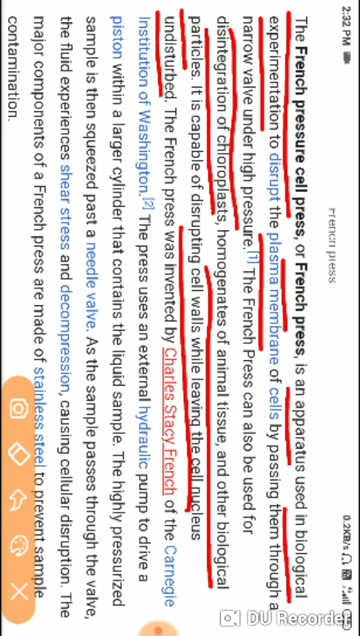 2:32 PM
0.2KB/s
French press
The French pressure cell press, or French press, is an apparatus used in biological
experimentation to disrupt the plasma membrane of cells by passing them through a
narrow valve under high pressure.[1] The French Press can also be used for
disintegration of chloroplasts, homogenates of animal tissue, and other biological
particles. It is capable of disrupting cell walls while leaving the cell nucleus
undisturbed. The French press was invented by Charles Stacy French of the Carnegie
Institution of Washington.[2] The press uses an external hydraulic pump to drive a
piston within a larger cylinder that contains the liquid sample. The highly pressurized
sample is then squeezed past a needle valve. As the sample passes through the valve,
the fluid experiences shear stress and decompression, causing cellular disruption. The
major components of a French press are made of stainless steel to prevent sample
contamination.
DU Recorder